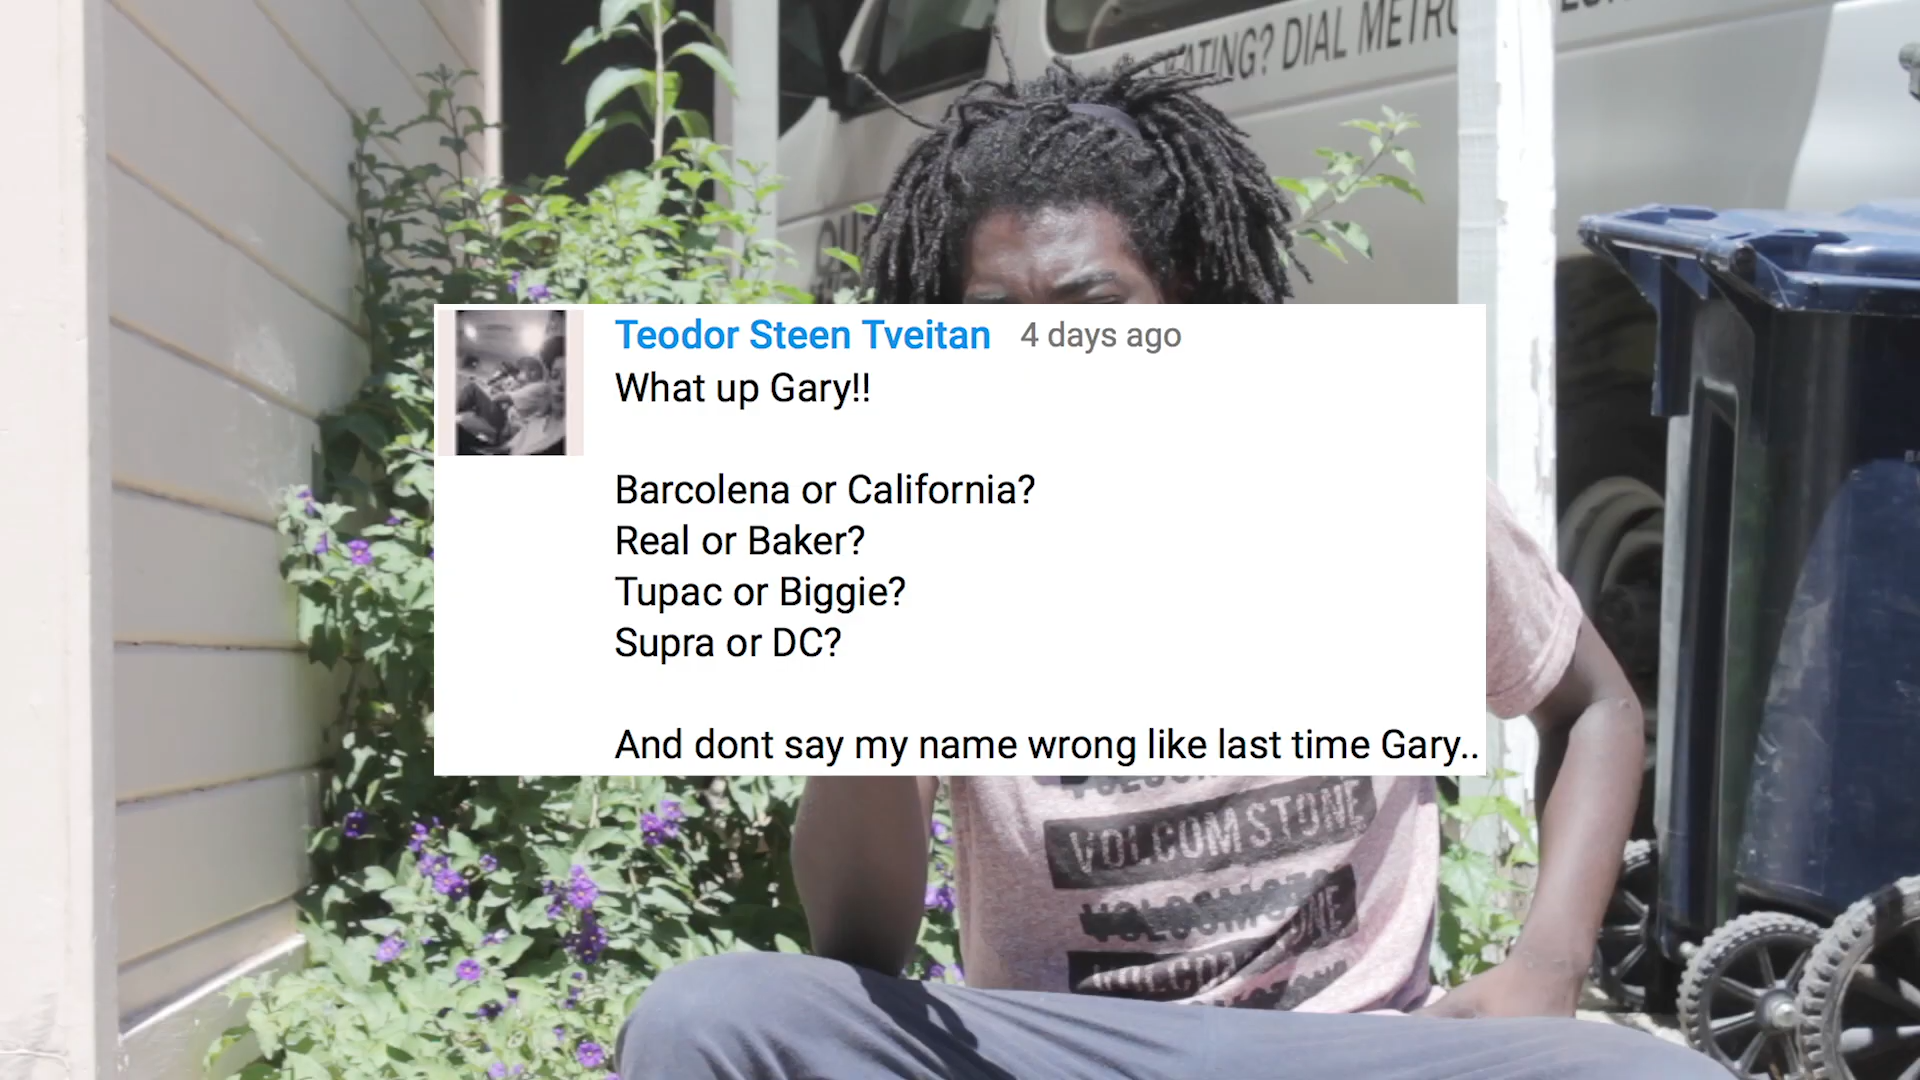 ATING? DIAL METRO
Teodor Steen Tveitan 4 days ago
What up Gary!!
Barcolena or California?
Real or Baker?
Tupac or Biggie?
Supra or DC?
And dont say my name wrong like last time Gary..
VOLCOM STONE